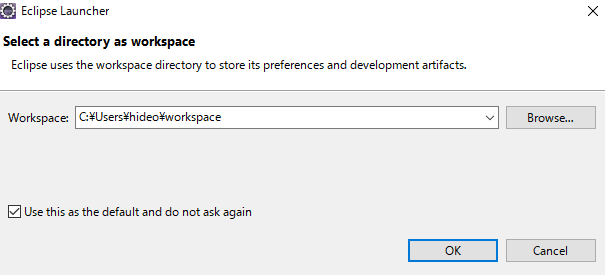 Eclipse Launcher
Select a directory as workspace
Eclipse uses the workspace directory to store its preferences and development artifacts.
Workspace: C:¥Users¥hideo¥workspace Browse...
Use this as the default and do not ask again
OK Cancel